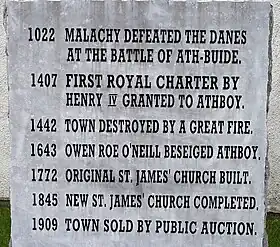 1022 MALACHY DEFEATED THE DANES
AT THE BATTLE OF ATH-BUIDE.
1407 FIRST ROYAL CHARTER BY
HENRY IV GRANTED TO ATHBOY.
1442 TOWN DESTROYED BY A GREAT FIRE.
1643 OWEN ROE O'NEILL BESEIGED ATHBOY.
1772 ORIGINAL ST. JAMES' CHURCH BUILT.
1845 NEW ST. JAMES' CHURCH COMPLETED.
1909 TOWN SOLD BY PUBLIC AUCTION.